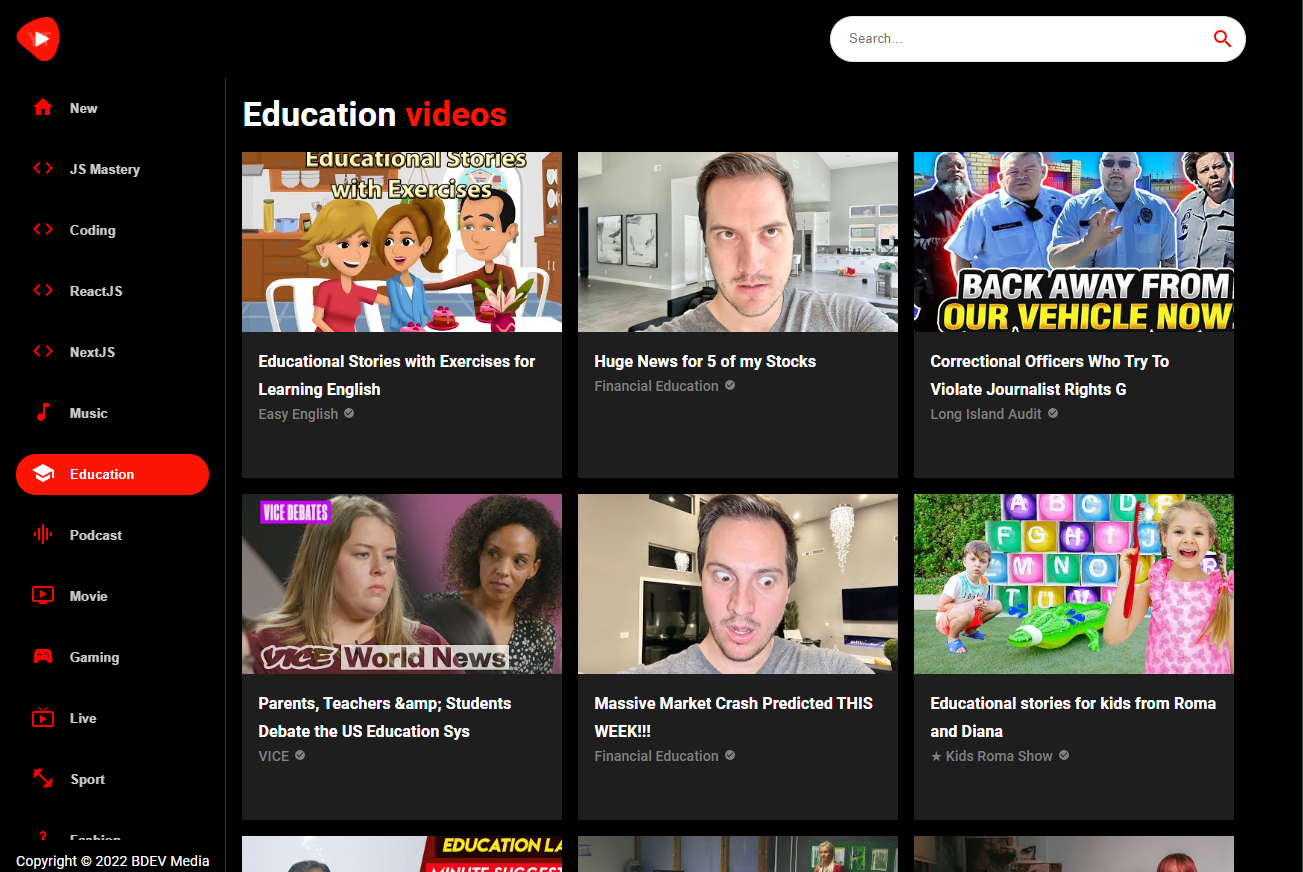 Search...
New
JS Mastery
Coding
ReactJS
NextJS
Music
Education
Podcast
Movie
Gaming
Live
Sport
Fashion
Copyright © 2022 BDEV Media
Education videos
Educational Stories
with Exercises
Educational Stories with Exercises for
Learning English
Easy English
Huge News for 5 of my Stocks
Financial Education
BACK AWAY FROM
OUR VEHICLE NOW
Correctional Officers Who Try To
Violate Journalist Rights G
Long Island Audit
VICE DEBATES
VICE World News
Parents, Teachers &amp; Students
Debate the US Education Sys
VICE
Massive Market Crash Predicted THIS
WEEK!!!
Financial Education
A B C D E
F G H I J
M N O
R
T U V
Educational stories for kids from Roma
and Diana
★ Kids Roma Show
EDUCATION LA
MINUTE SUGGEST